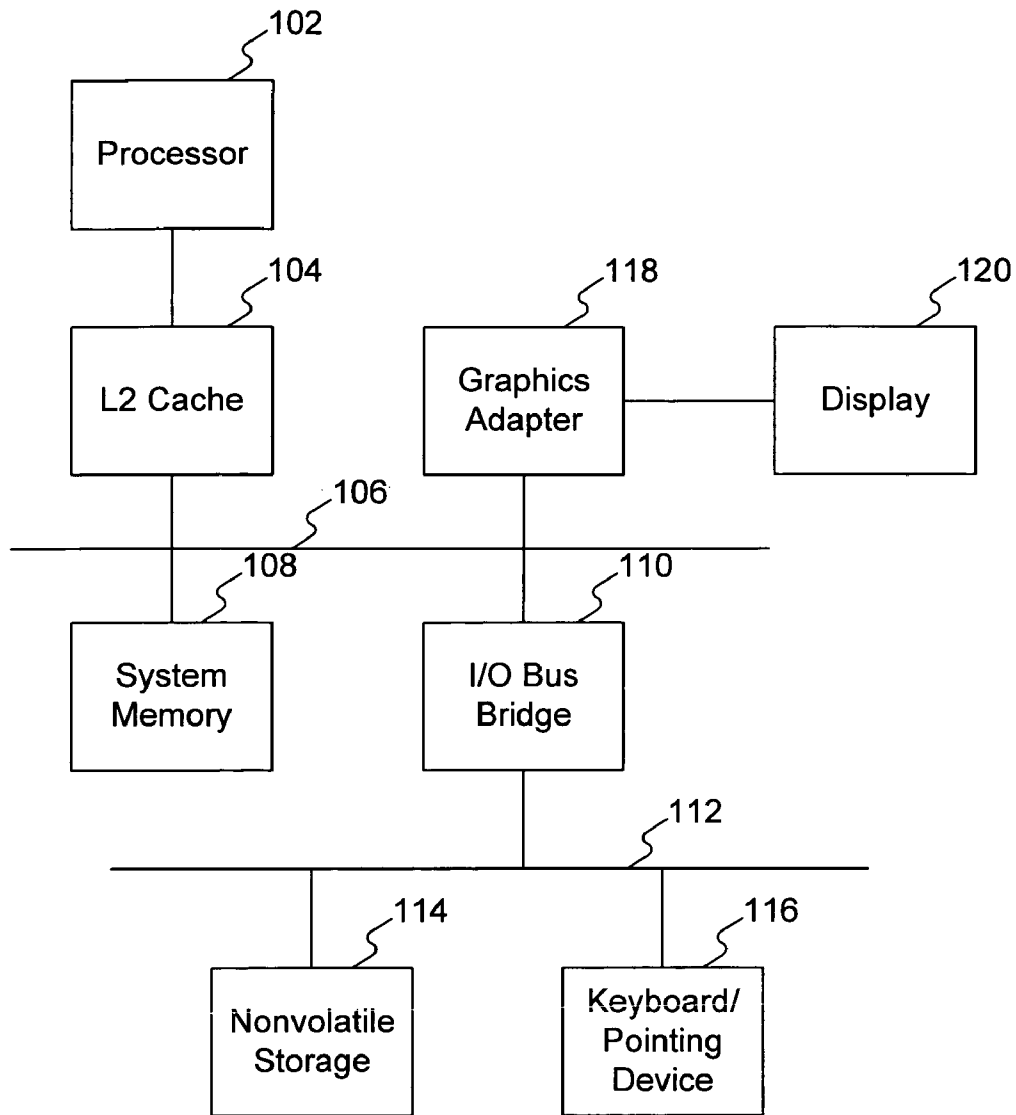 102
Processor
104
L2 Cache
118
Graphics
Adapter
120
Display
106
108
System
Memory
110
I/O Bus
Bridge
112
114
Nonvolatile
Storage
116
Keyboard/
Pointing
Device